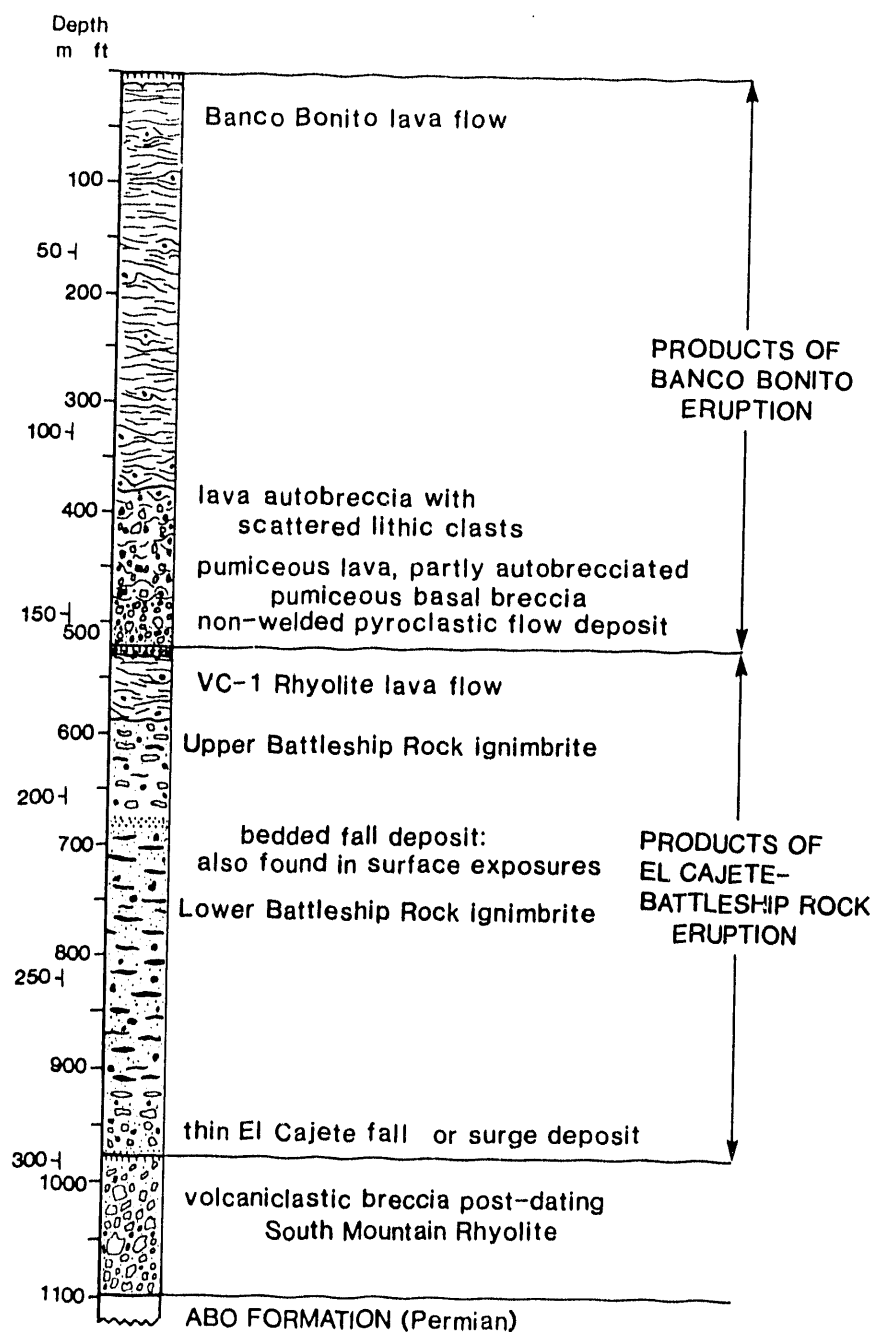 Depth
m ft
Banco Bonito lava flow
100
50
200
300
100
PRODUCTS OF
BANCO BONITO
ERUPTION
lava autobreccia with
scattered lithic clasts
400
pumiceous lava, partly autobrecciated
pumiceous basal breccia
150
500
non-welded pyroclastic flow deposit
VC-1 Rhyolite lava flow
600
Upper Battleship Rock ignimbrite
200
700
bedded fall deposit:
also found in surface exposures
PRODUCTS OF
EL CAJETE-
BATTLESHIP ROCK
ERUPTION
Lower Battleship Rock ignimbrite
800
250
900
thin El Cajete fall or surge deposit
300
1000
volcaniclastic breccia post-dating
South Mountain Rhyolite
1100
ABO FORMATION (Permian)